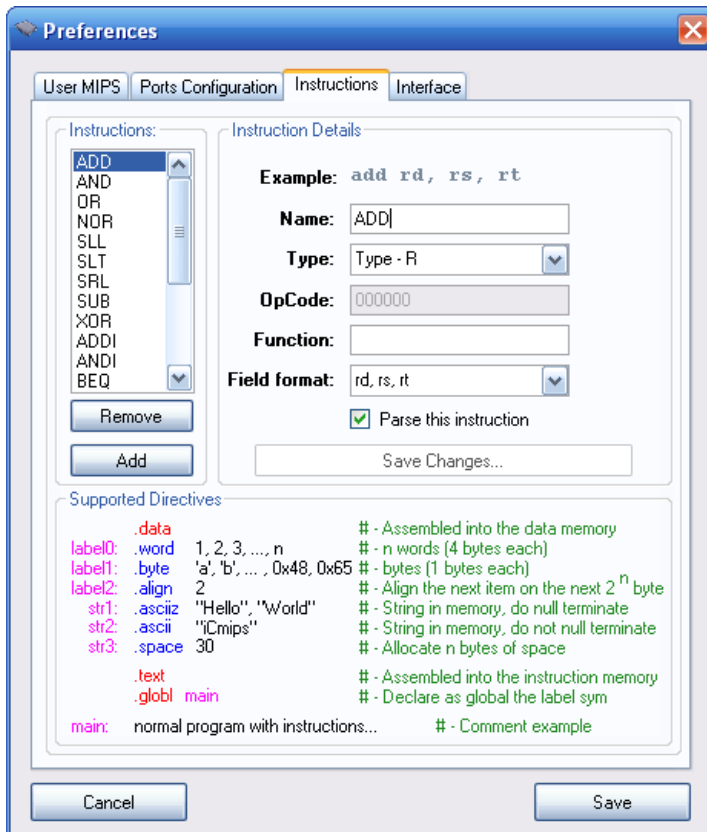 Preferences
User MIPS Ports Configuration Instructions Interface
Instructions:
ADD
AND
OR
NOR
SLL
SLT
SRL
SUB
XOR
ADDI
ANDI
BEQ
Remove
Add
Instruction Details
Example: add rd, rs, rt
Name: ADD
Type: Type - R
OpCode: 000000
Function:
Field format: rd, rs, rt
Parse this instruction
Save Changes...
Supported Directives
.data # - Assembled into the data memory
label0: .word 1, 2, 3, ..., n # - n words (4 bytes each)
label1: .byte 'a', 'b', ... , 0x48, 0x65 # - bytes (1 bytes each)
label2: .align 2 # - Align the next item on the next 2^n byte
str1: .asciiz "Hello", "World" # - String in memory, do null terminate
str2: .ascii "iCmips" # - String in memory, do not null terminate
str3: .space 30 # - Allocate n bytes of space
.text # - Assembled into the instruction memory
.globl main # - Declare as global the label sym
main: normal program with instructions... # - Comment example
Cancel Save